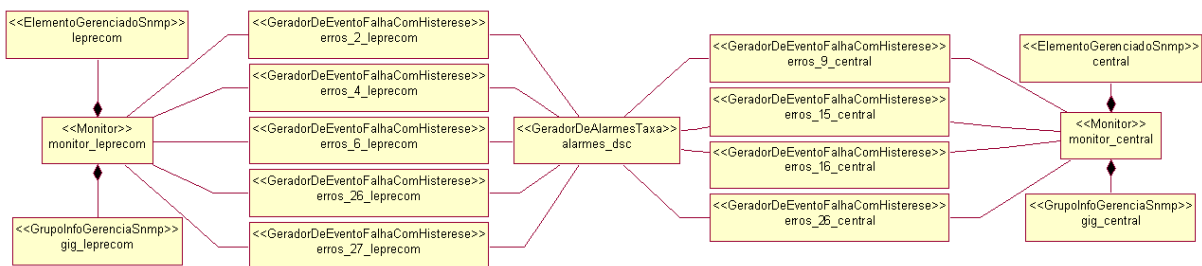 <<ElementoGerenciadoSnmp>>
leprecom
<<Monitor>>
monitor_leprecom
<<GrupoInfoGerenciaSnmp>>
gig_leprecom
<<GeradorDeEventoFalhaComHisterese>>
erros_2_leprecom
<<GeradorDeEventoFalhaComHisterese>>
erros_4_leprecom
<<GeradorDeEventoFalhaComHisterese>>
erros_6_leprecom
<<GeradorDeEventoFalhaComHisterese>>
erros_26_leprecom
<<GeradorDeEventoFalhaComHisterese>>
erros_27_leprecom
<<GeradorDeAlarmesTaxa>>
alarmes_dsc
<<GeradorDeEventoFalhaComHisterese>>
erros_9_central
<<GeradorDeEventoFalhaComHisterese>>
erros_15_central
<<GeradorDeEventoFalhaComHisterese>>
erros_16_central
<<GeradorDeEventoFalhaComHisterese>>
erros_26_central
<<ElementoGerenciadoSnmp>>
central
<<Monitor>>
monitor_central
<<GrupoInfoGerenciaSnmp>>
gig_central